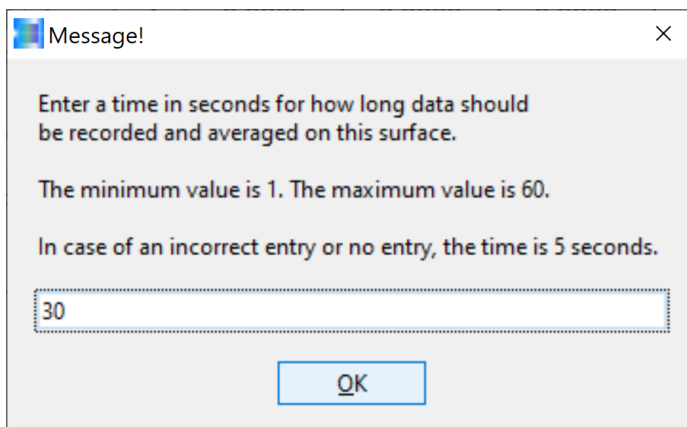 Message!
Enter a time in seconds for how long data should
be recorded and averaged on this surface.
The minimum value is 1. The maximum value is 60.
In case of an incorrect entry or no entry, the time is 5 seconds.
30
OK